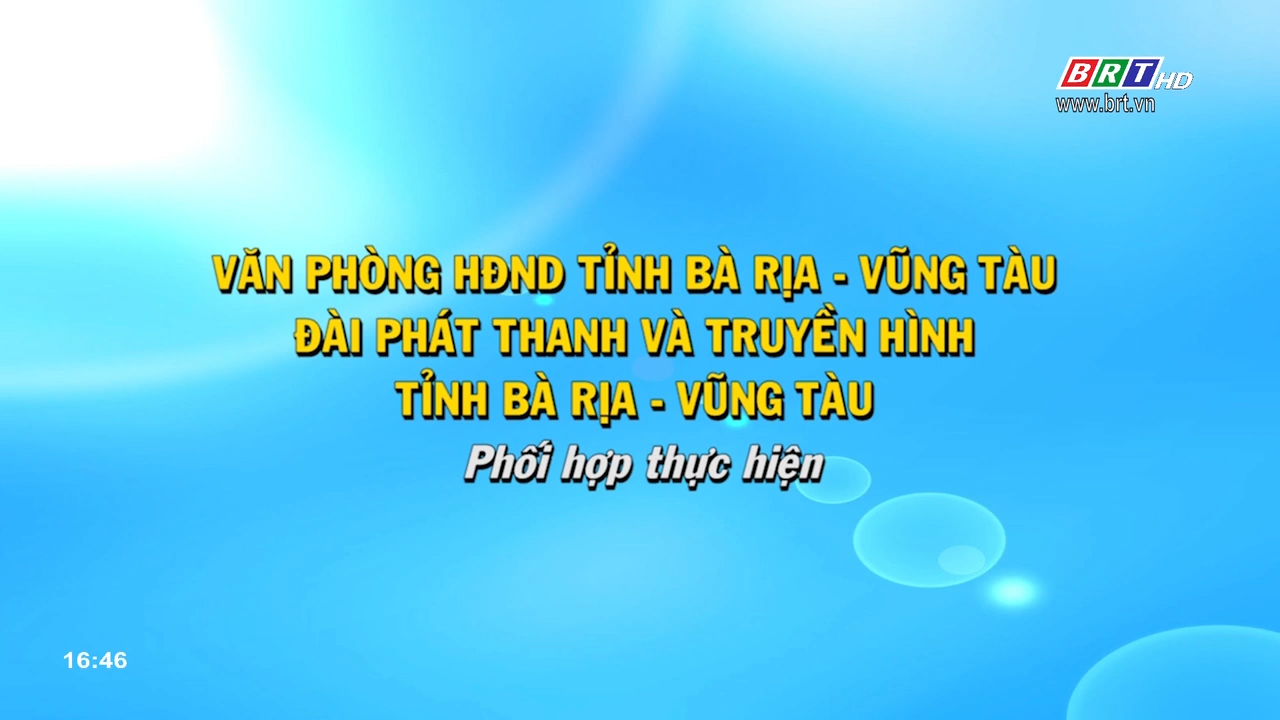 BRT HD
www.brt.vn
VĂN PHÒNG HĐND TỈNH BÀ RỊA - VŨNG TÀU
ĐÀI PHÁT THANH VÀ TRUYỀN HÌNH
TỈNH BÀ RỊA - VŨNG TÀU
Phối hợp thực hiện
16:46